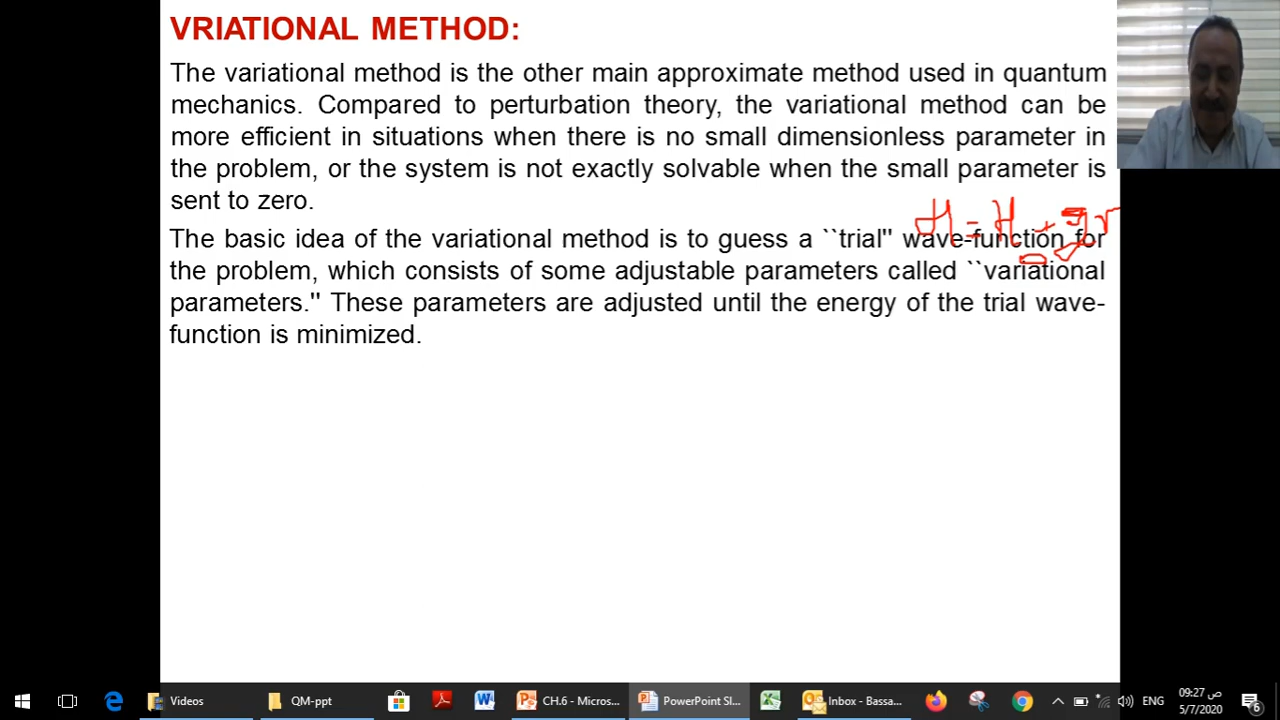 VRIATIONAL METHOD:
The variational method is the other main approximate method used in quantum
mechanics. Compared to perturbation theory, the variational method can be
more efficient in situations when there is no small dimensionless parameter in
the problem, or the system is not exactly solvable when the small parameter is
sent to zero.
H = H₀ +
The basic idea of the variational method is to guess a ``trial'' wave-function for
the problem, which consists of some adjustable parameters called ``variational
parameters.'' These parameters are adjusted until the energy of the trial wave-
function is minimized.
Videos
QM-ppt
CH.6 - Micros...
PowerPoint Sl...
Inbox - Bassa...
ENG
09:27 ص
5/7/2020
6